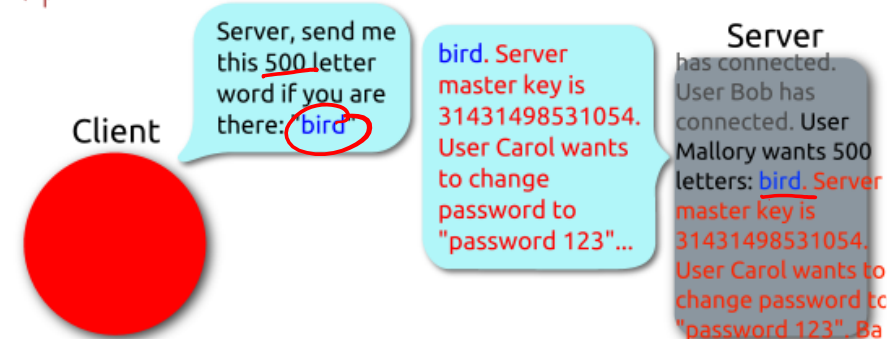 Client
Server, send me
this 500 letter
word if you are
there: "bird"
bird. Server
master key is
31431498531054.
User Carol wants
to change
password to
"password 123"...
Server
has connected.
User Bob has
connected. User
Mallory wants 500
letters: bird. Server
master key is
31431498531054.
User Carol wants to
change password to
"password 123". Ba